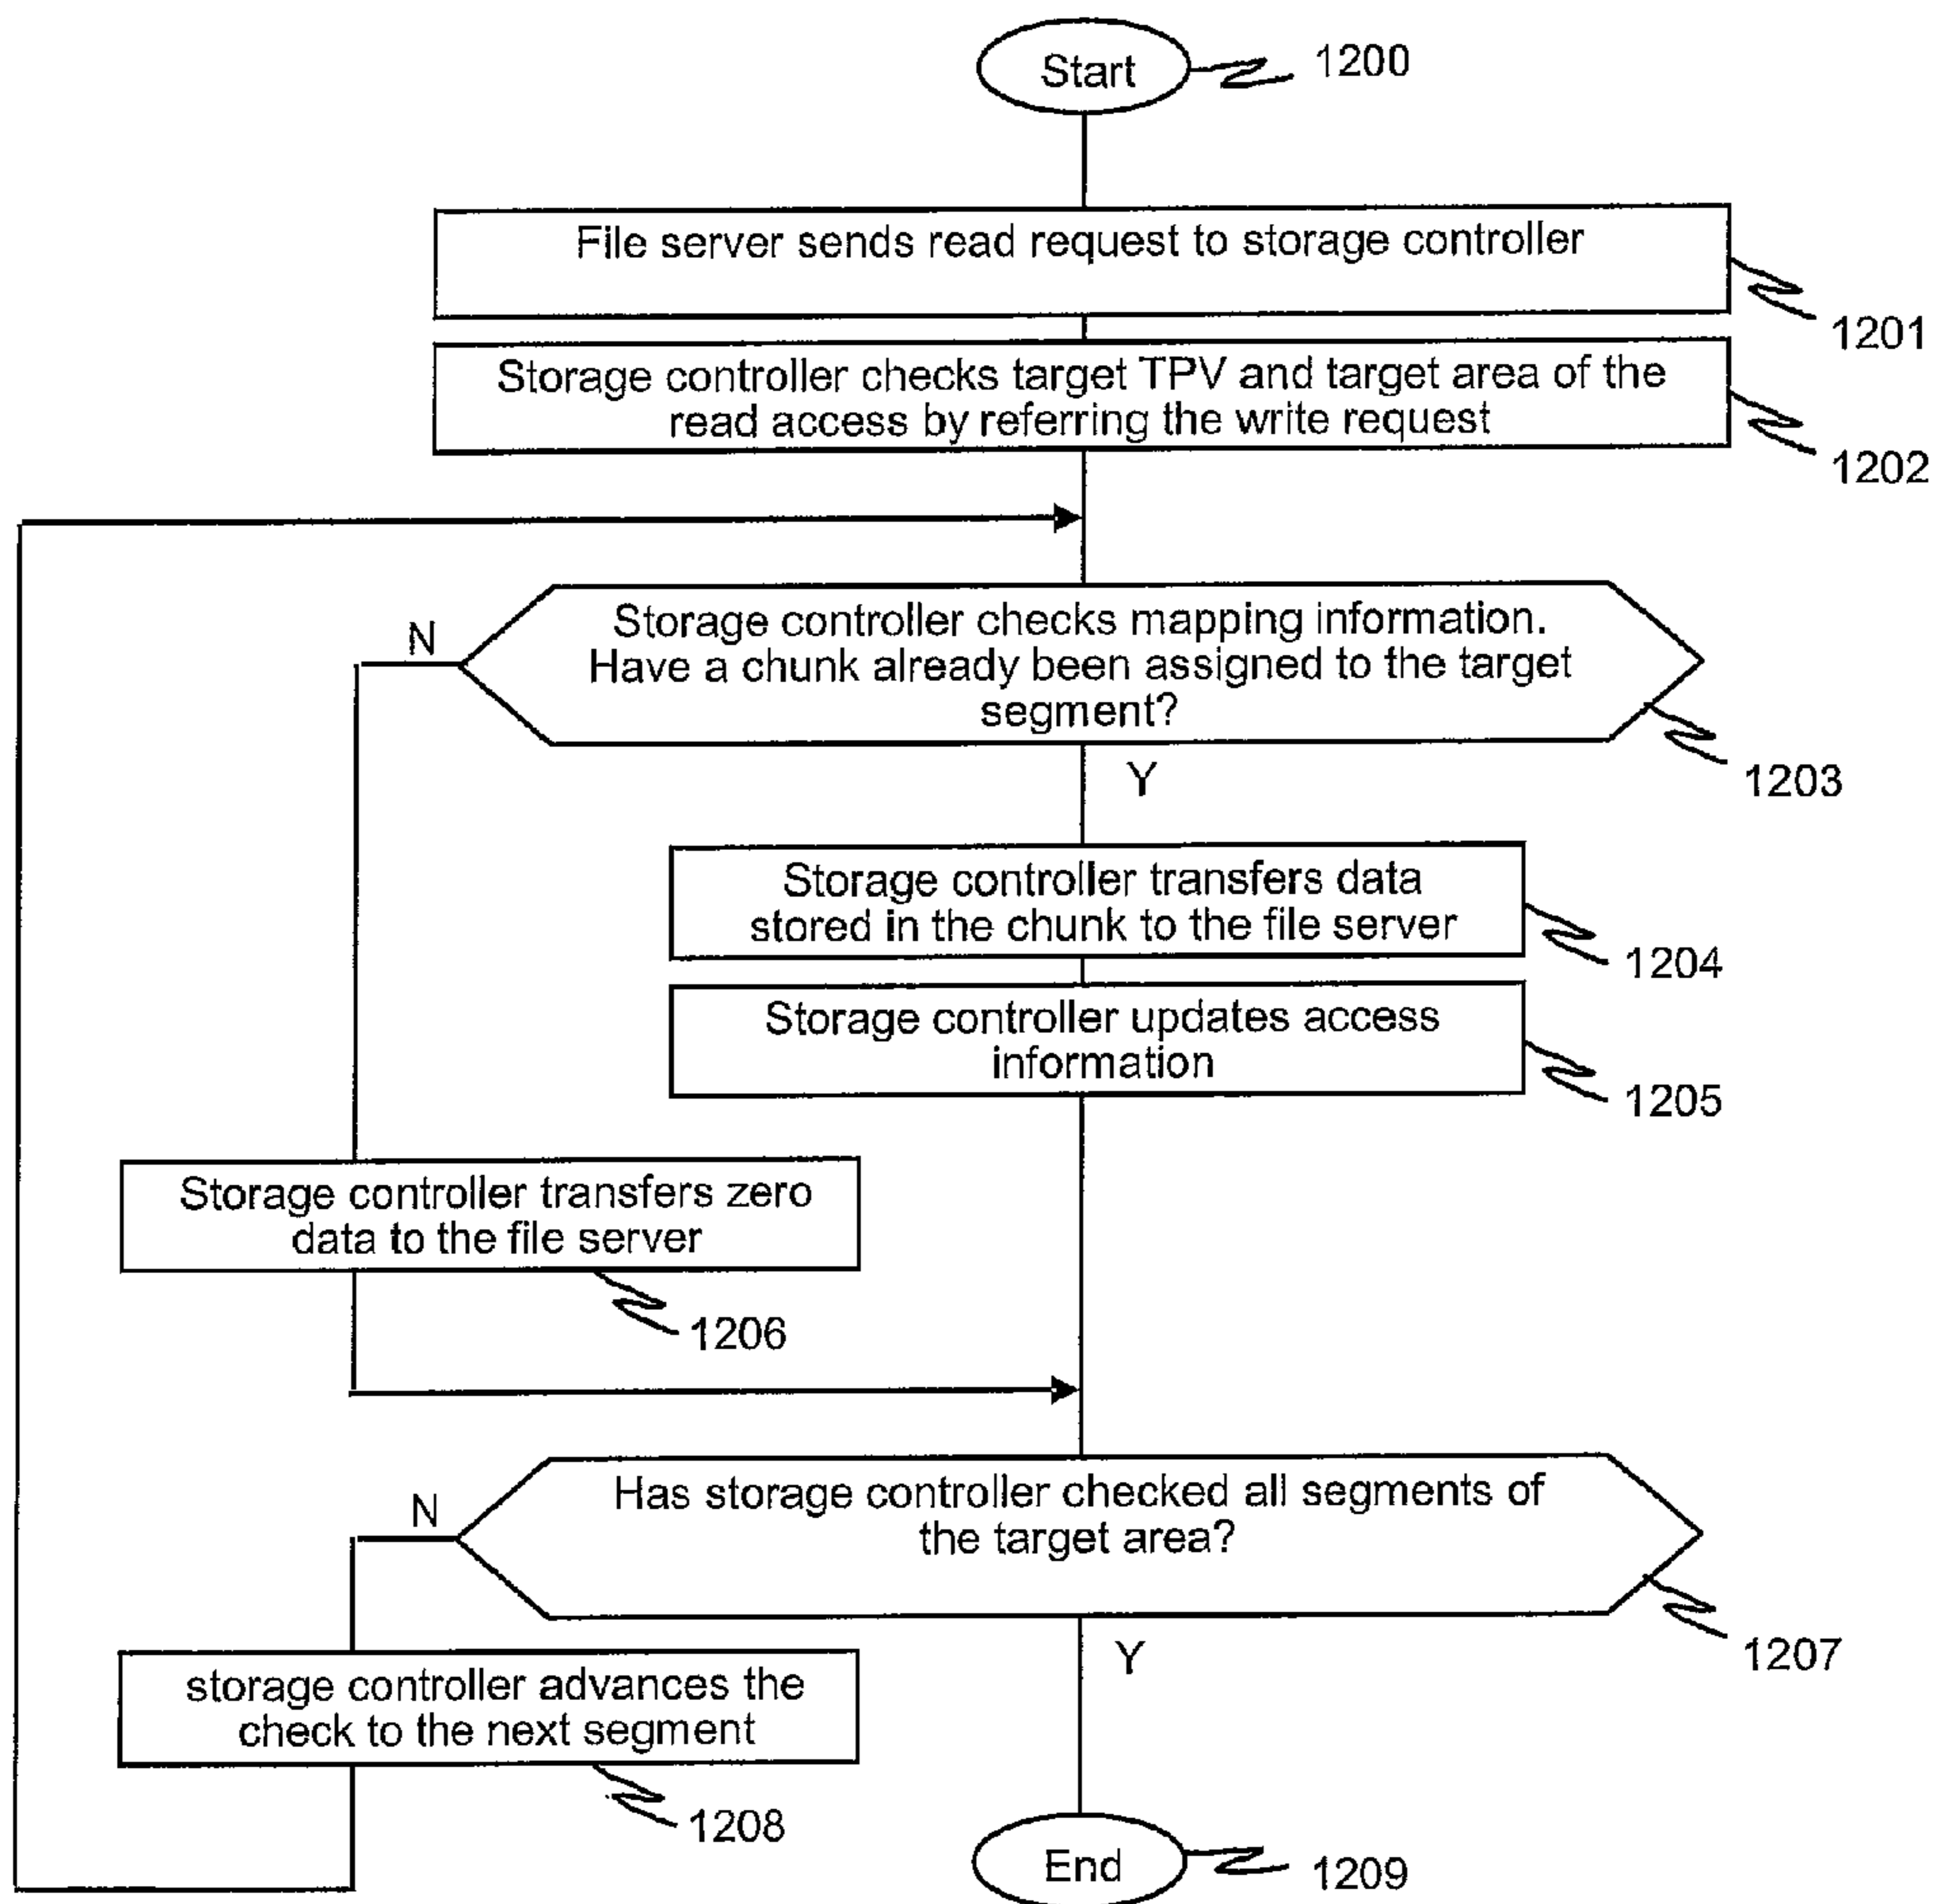 Start
1200
File server sends read request to storage controller
1201
Storage controller checks target TPV and target area of the
read access by referring the write request
1202
Storage controller checks mapping information.
Have a chunk already been assigned to the target
segment?
N
1203
Y
Storage controller transfers data
stored in the chunk to the file server
1204
Storage controller updates access
information
1205
Storage controller transfers zero
data to the file server
1206
Has storage controller checked all segments of
the target area?
N
1207
Y
storage controller advances the
check to the next segment
1208
End
1209